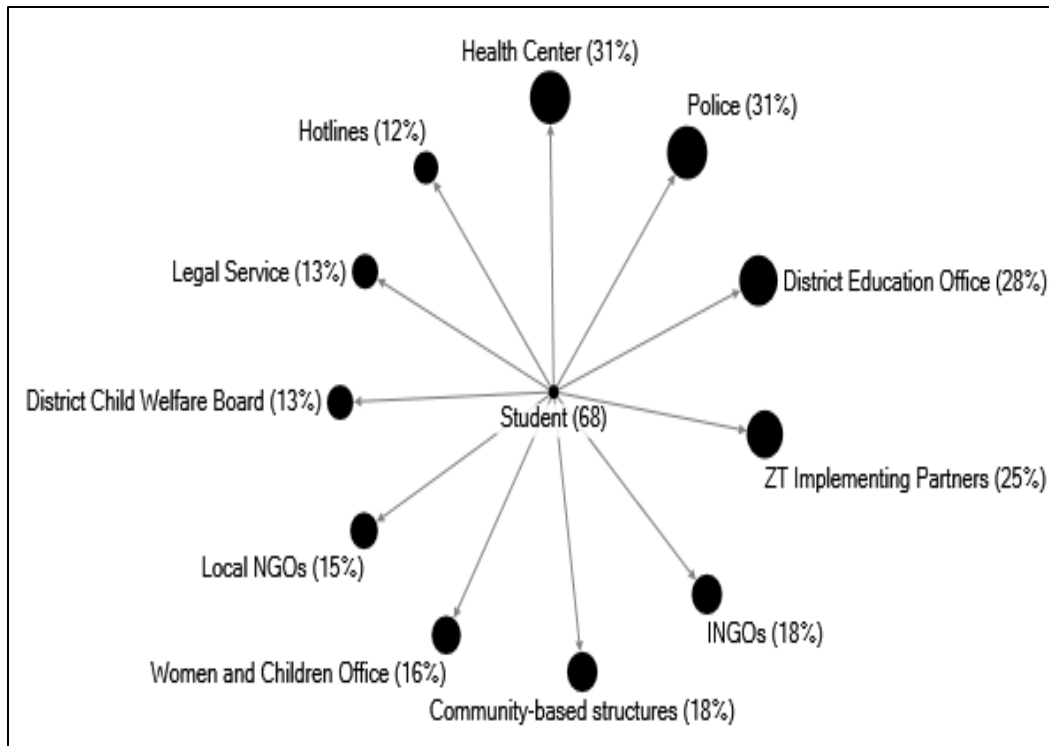 Health Center (31%)
Police (31%)
Hotlines (12%)
Legal Service (13%)
District Education Office (28%)
District Child Welfare Board (13%)
Student (68)
ZT Implementing Partners (25%)
Local NGOs (15%)
INGOs (18%)
Women and Children Office (16%)
Community-based structures (18%)